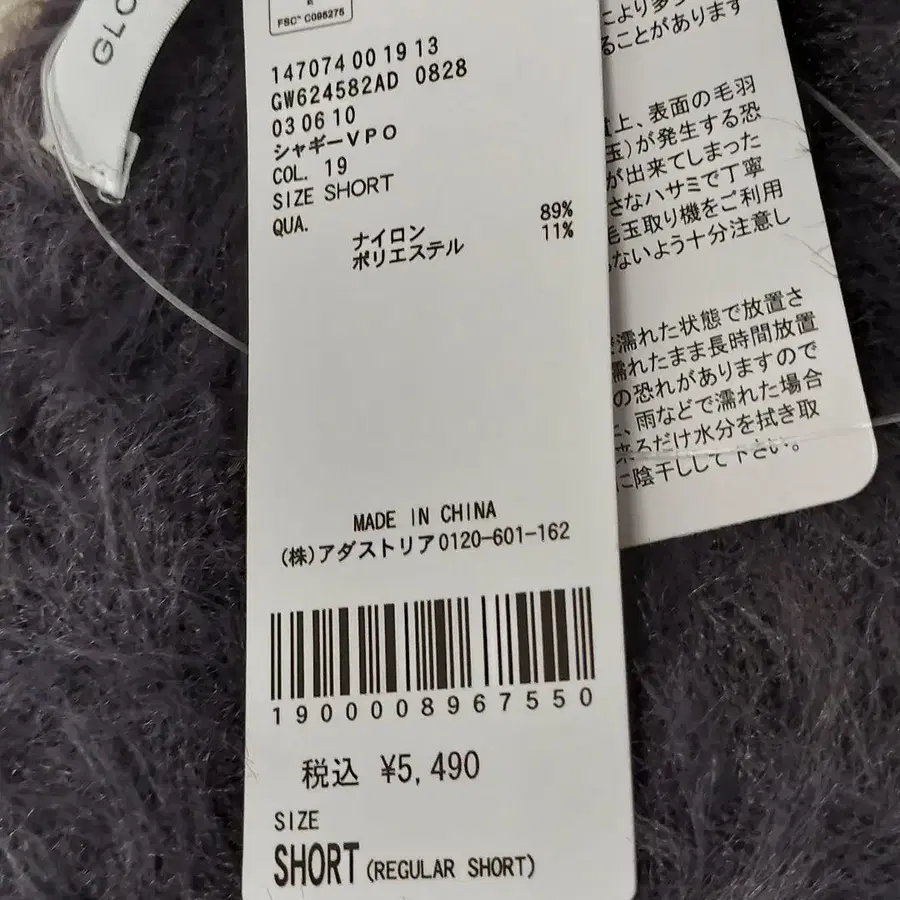 GLO
FSC™ C095275
147074 00 19 13
GW624582AD 0828
03 06 10
シャギーVPO
COL. 19
SIZE SHORT
QUA.
ナイロン 89%
ポリエステル 11%
MADE IN CHINA
(株)アダストリア0120-601-162
1900008967550
税込 ¥5,490
SIZE
SHORT (REGULAR SHORT)
により多
ることがあります
上、表面の毛羽
玉)が発生する恐
が出来てしまった
さなハサミで丁寧
毛玉取り機をご利用
ないよう十分注意し
濡れた状態で放置さ
濡れたまま長時間放置
の恐れがありますので
、雨などで濡れた場合
来るだけ水分を拭き取
に陰干しして下さい。